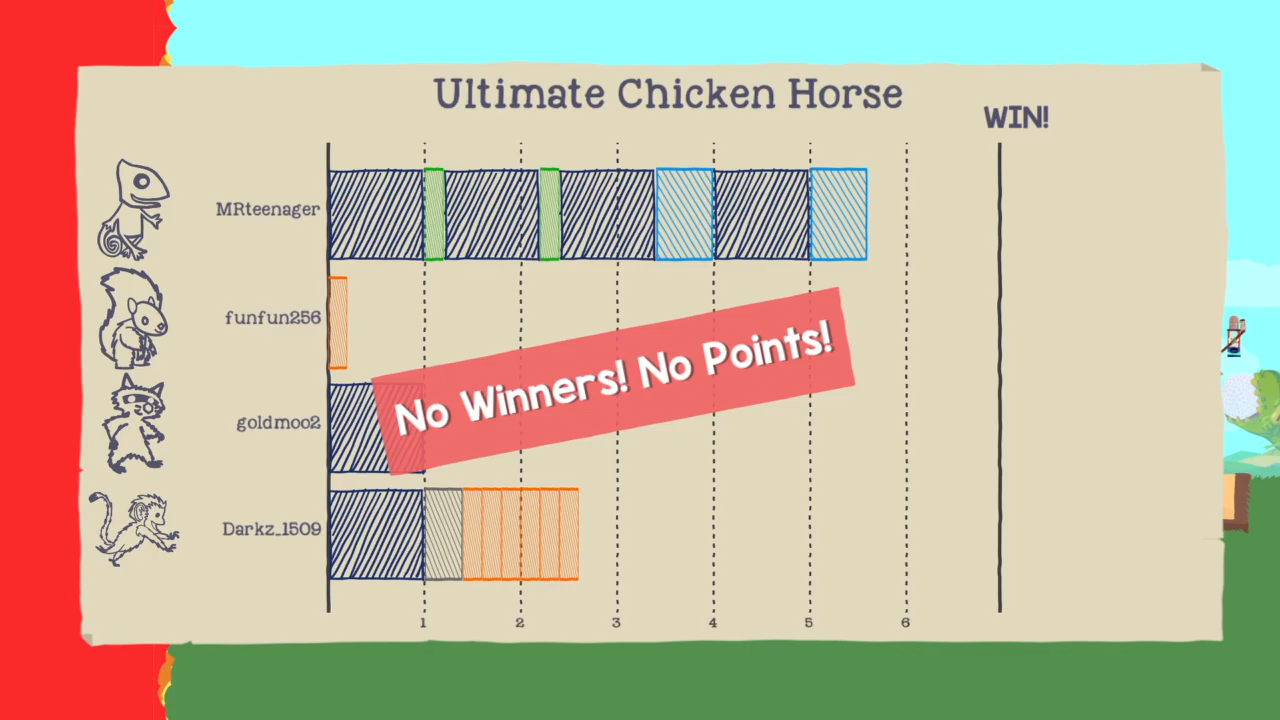 Ultimate Chicken Horse
WIN!
MRteenager
funfun256
No Winners! No Points!
goldmoo2
Darkz_1509
1 2 3 4 5 6